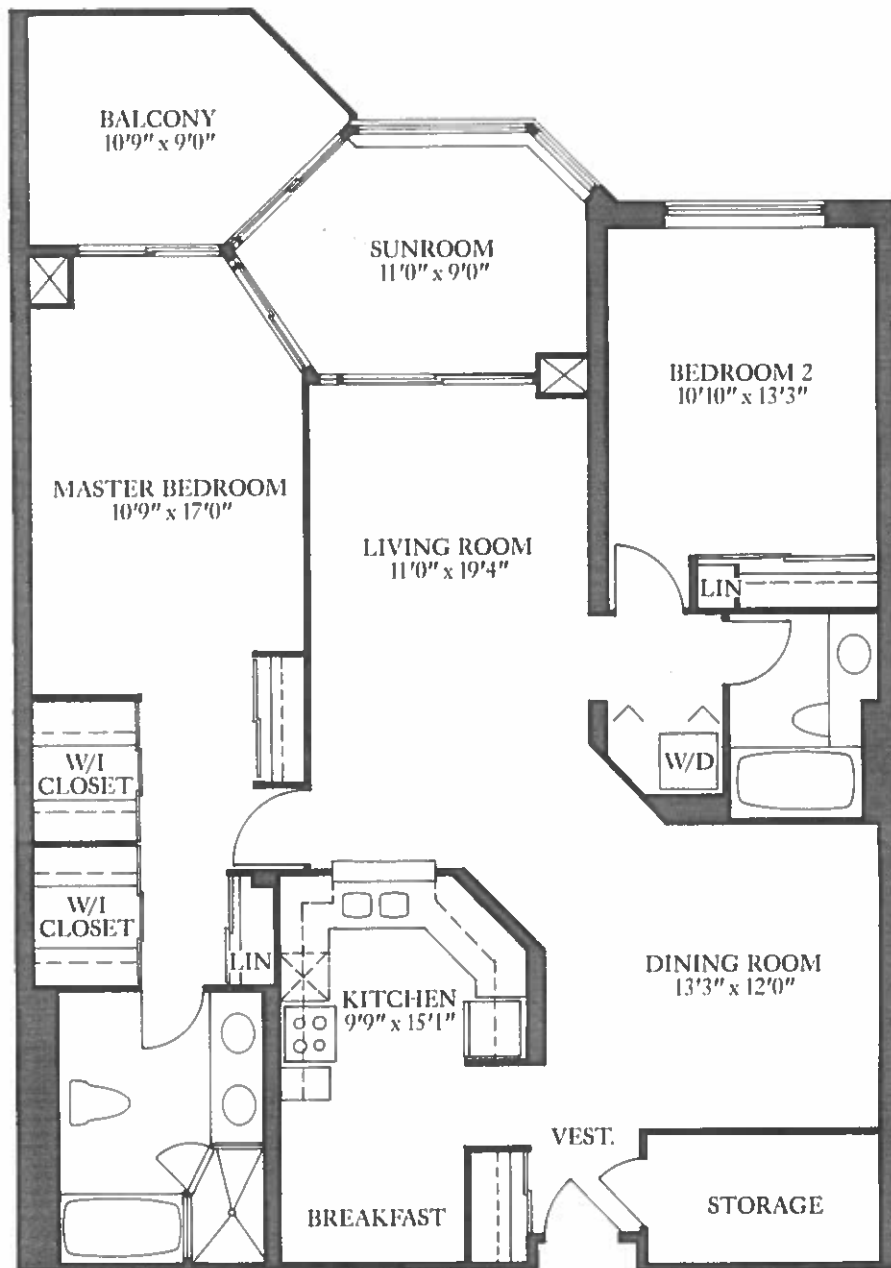 BALCONY
10'9" x 9'0"
SUNROOM
11'0" x 9'0"
BEDROOM 2
10'10" x 13'3"
MASTER BEDROOM
10'9" x 17'0"
LIVING ROOM
11'0" x 19'4"
LIN
W/I
CLOSET
W/D
W/I
CLOSET
LIN
KITCHEN
9'9" x 15'1"
DINING ROOM
13'3" x 12'0"
VEST.
BREAKFAST
STORAGE